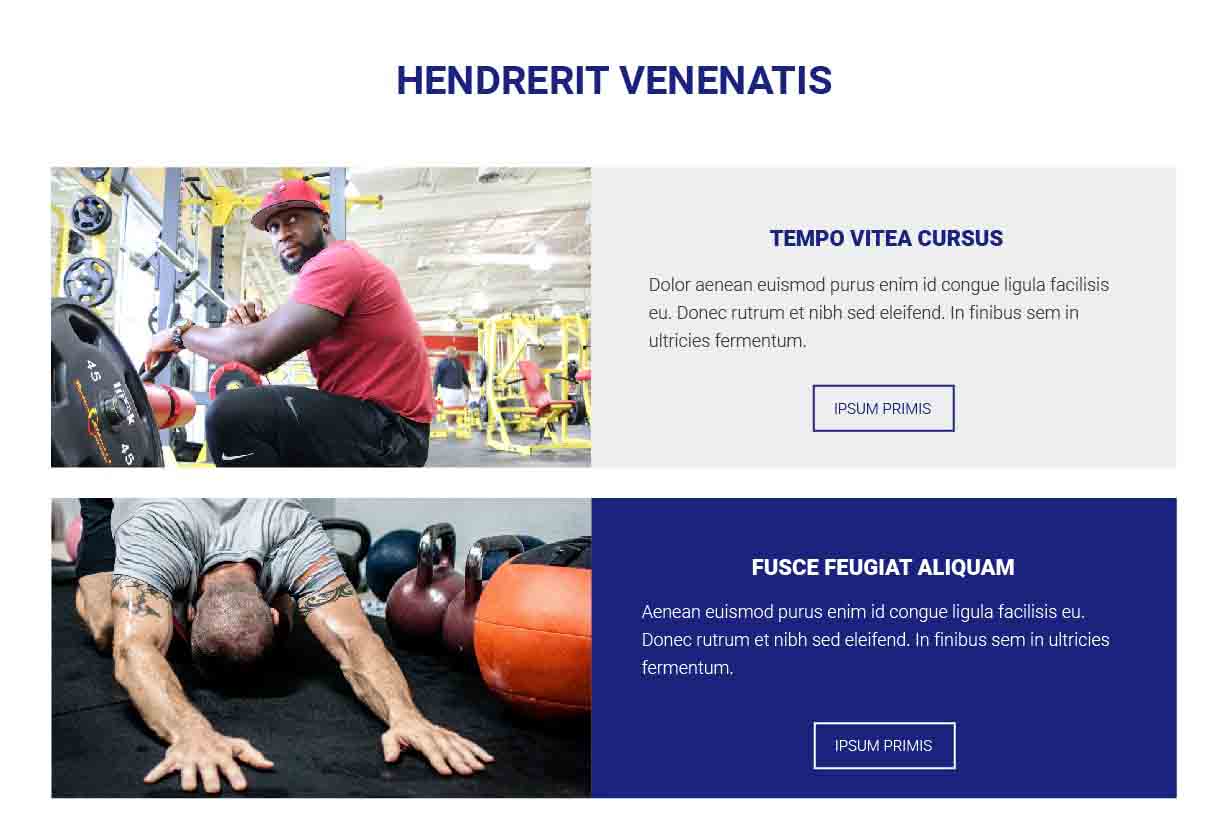 HENDRERIT VENENATIS
TEMPO VITEA CURSUS
Dolor aenean euismod purus enim id congue ligula facilisis
eu. Donec rutrum et nibh sed eleifend. In finibus sem in
ultricies fermentum.
IPSUM PRIMIS
45
45
FUSCE FEUGIAT ALIQUAM
Aenean euismod purus enim id congue ligula facilisis eu.
Donec rutrum et nibh sed eleifend. In finibus sem in ultricies
fermentum.
IPSUM PRIMIS